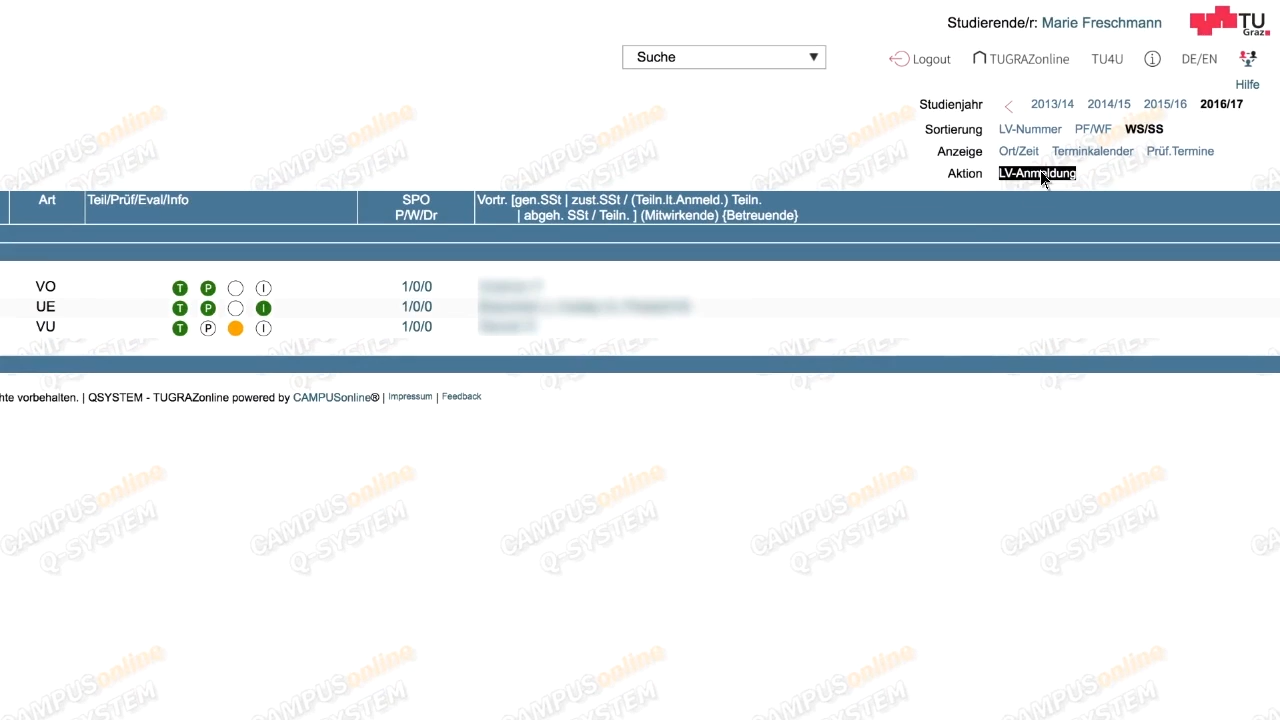 Studierende/r: Marie Freschmann
TU
Graz
Suche ▼
Logout TUGRAZonline TU4U i DE/EN
Hilfe
Studienjahr 2013/14 2014/15 2015/16 2016/17
Sortierung LV-Nummer PF/WF WS/SS
Anzeige Ort/Zeit Terminkalender Prüf.Termine
Aktion LV-Anmeldung
Art Teil/Prüf/Eval/Info SPO Vortr. [gen.SSt | zust.SSt / (Teiln.lt.Anmeld.) Teiln.
P/W/Dr | abgeh. SSt / Teiln. ] (Mitwirkende) {Betreuende}
VO T P I 1/0/0
UE T P I 1/0/0
VU T P I 1/0/0
hte vorbehalten. | QSYSTEM - TUGRAZonline powered by CAMPUSonline® | Impressum | Feedback
CAMPUSonline
Q-SYSTEM